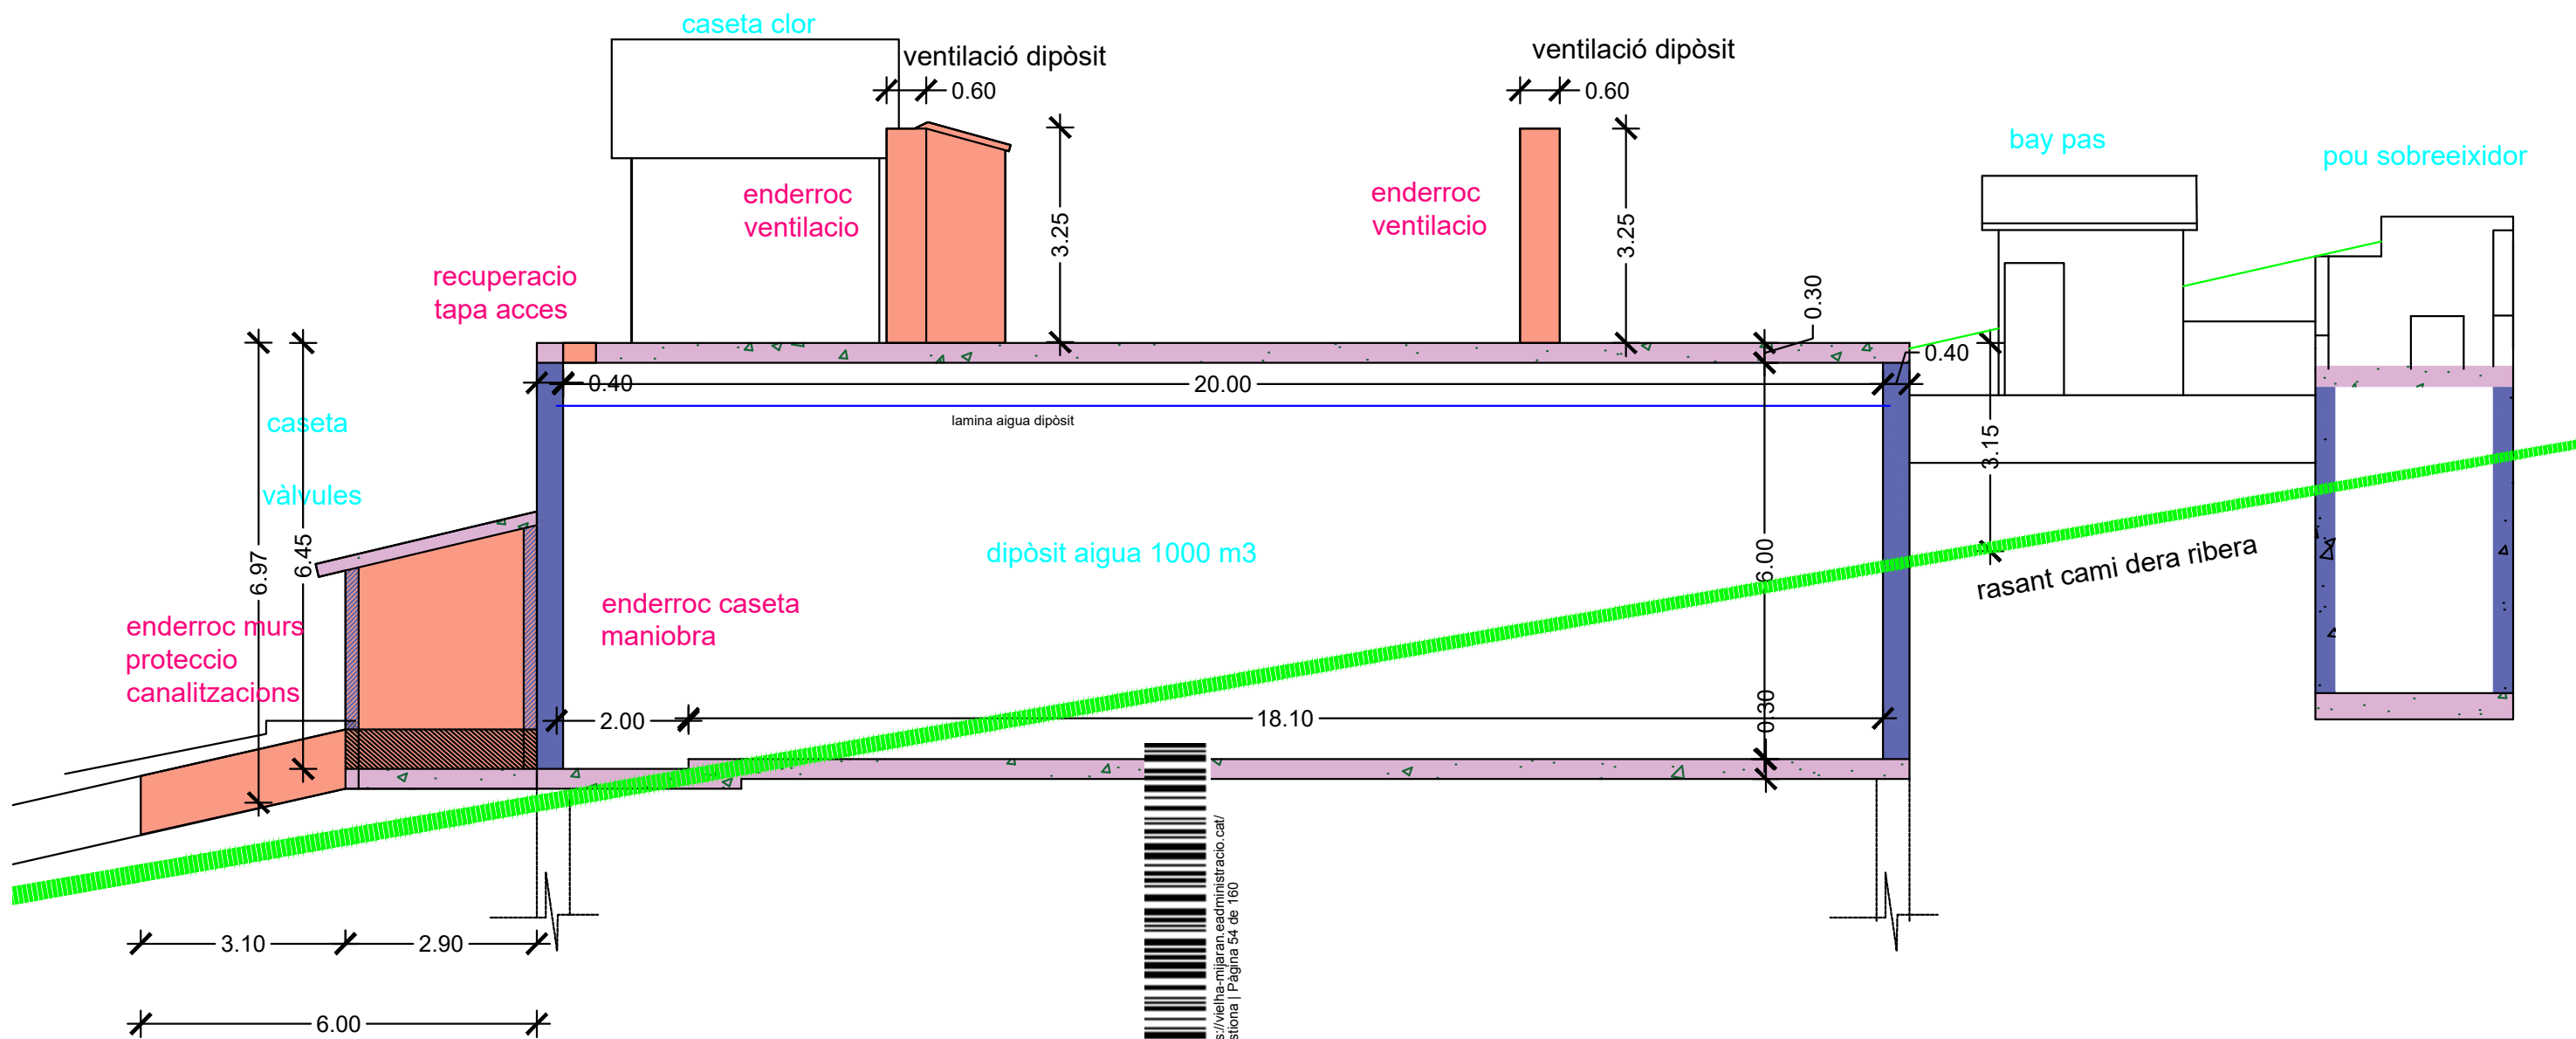 caseta clor
ventilació dipòsit
0.60
ventilació dipòsit
0.60
bay pas
pou sobreeixidor
enderroc
ventilacio
3.25
enderroc
ventilacio
3.25
recuperacio
tapa acces
0.30
0.40
0.40
20.00
lamina aigua dipòsit
caseta
vàlvules
3.15
6.97
6.45
dipòsit aigua 1000 m3
6.00
rasant cami dera ribera
enderroc caseta
maniobra
enderroc murs
proteccio
canalitzacions
2.00
18.10
0.30
s://vielha-mijaran.eadministracio.cat/
stiona | Pàgina 54 de 160
3.10
2.90
6.00